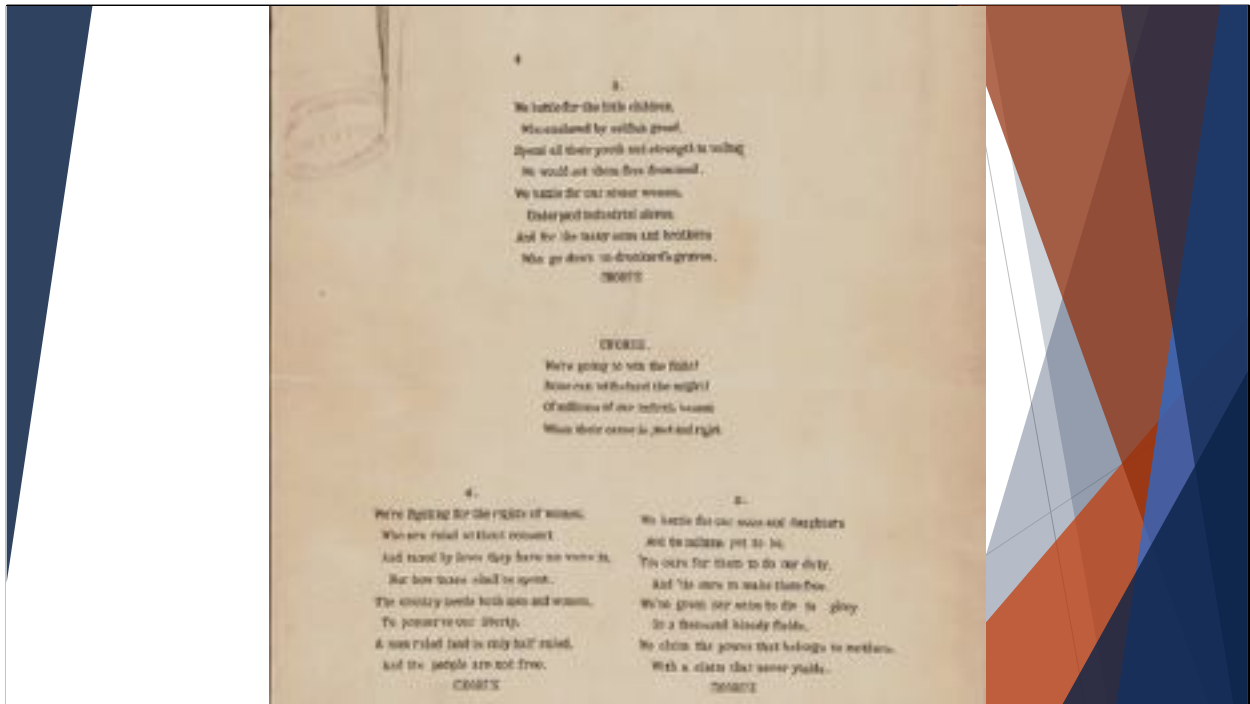 4
3.
We battle for the little children,
Who enslaved by selfish greed,
Spend all their youth and strength in toiling
We would set them free
We battle for our sister women,
Underpaid industrial slaves,
And for the many sons and brothers
Who go down to drunkard's graves.
CHORUS
CHORUS.
We're going to win the fight!
None can withstand the might!
Of millions of our women
When their cause is just and right.
4.
We're fighting for the rights of women,
Who are ruled without consent
And taxed by laws they have no voice in,
But how taxes shall be spent.
The country needs both men and women,
To preserve our liberty.
A man ruled land is only half ruled,
And the people are not free.
CHORUS
5.
We battle for our sons and daughters
And the millions yet to be,
'Tis ours for them to do our duty,
And 'tis ours to make them free.
We've given our sons to die in glory
In a thousand bloody fields,
We claim the power that belongs to mothers,
With a claim that never yields.
CHORUS